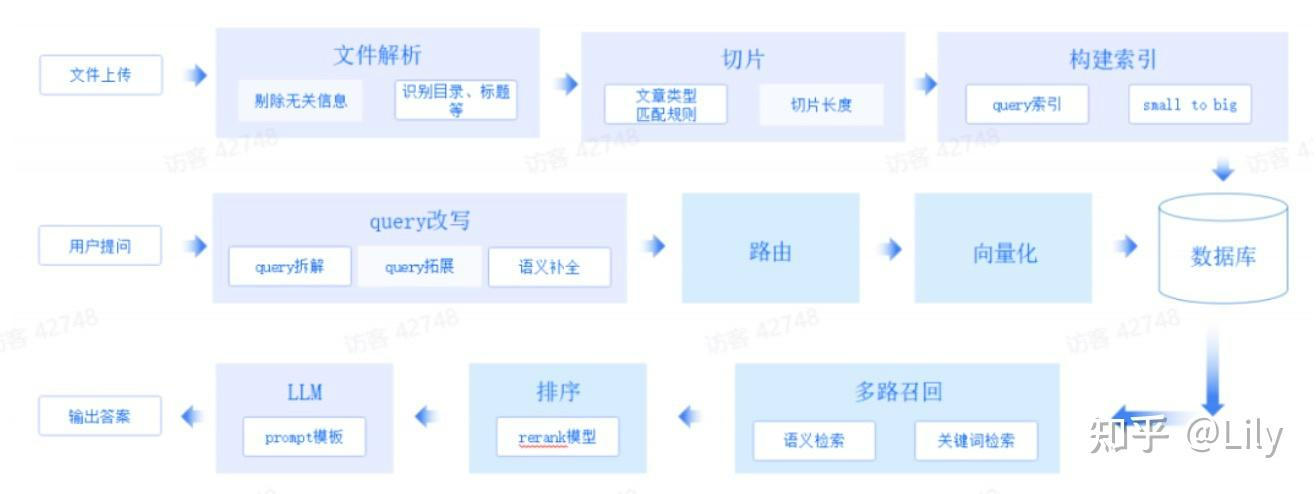 文件上传
文件解析
剔除无关信息
识别目录、标题
等
切片
文章类型
匹配规则
切片长度
构建索引
query索引
small to big
访客 42748
访客 42748
访客 42748
访客 4
用户提问
query改写
query拆解
query拓展
语义补全
路由
向量化
数据库
访客 42748
访客 42748
访客 42748
访客 42748
输出答案
LLM
prompt模板
排序
rerank模型
多路召回
语义检索
关键词检索
知乎 @Lily